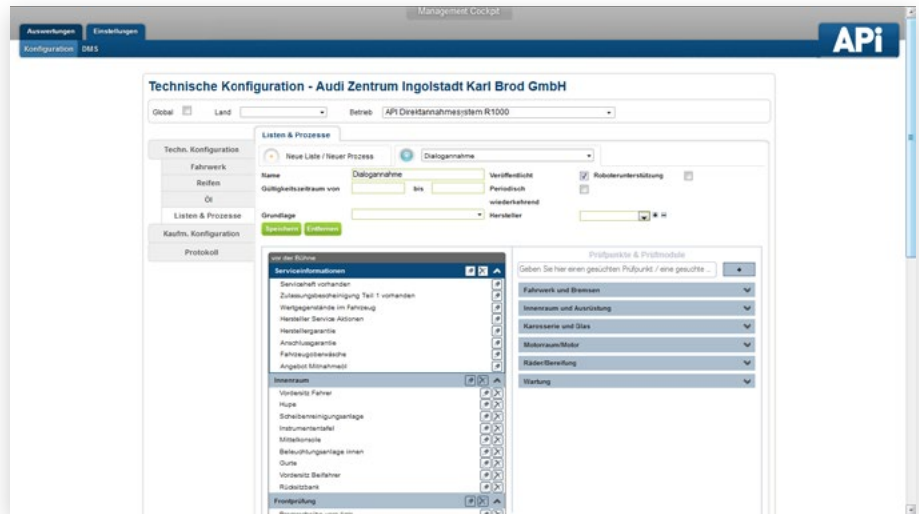 Management Cockpit
Auswertungen Einstellungen
Konfiguration DMS
APi
Technische Konfiguration - Audi Zentrum Ingolstadt Karl Brod GmbH
Global Land Betrieb API Direktannahmesystem R1000
Listen & Prozesse
Techn. Konfiguration
Fahrwerk
Reifen
Öl
Listen & Prozesse
Kaufm. Konfiguration
Protokoll
Neue Liste / Neuer Prozess Dialogannahme
Name Dialogannahme Veröffentlicht Roboterunterstützung
Gültigkeitszeitraum von bis Periodisch
wiederkehrend
Grundlage Hersteller
Speichern Entfernen
vor der Bühne
Serviceinformationen
Serviceheft vorhanden
Zulassungsbescheinigung Teil 1 vorhanden
Wertgegenstände im Fahrzeug
Hersteller Service Aktionen
Herstellergarantie
Anschlussgarantie
Fahrzeugoberwäsche
Angebot Mitnahmeöl
Innenraum
Vordersitz Fahrer
Hupe
Scheibenreinigungsanlage
Instrumententafel
Mittelkonsole
Beleuchtungsanlage innen
Gurte
Vordersitz Beifahrer
Rücksitzbank
Frontprüfung
Prüfpunkte & Prüfmodule
Geben Sie hier einen gesuchten Prüfpunkt / eine gesuchte ...
Fahrwerk und Bremsen
Innenraum und Ausrüstung
Karosserie und Glas
Motorraum/Motor
Räder/Bereifung
Wartung